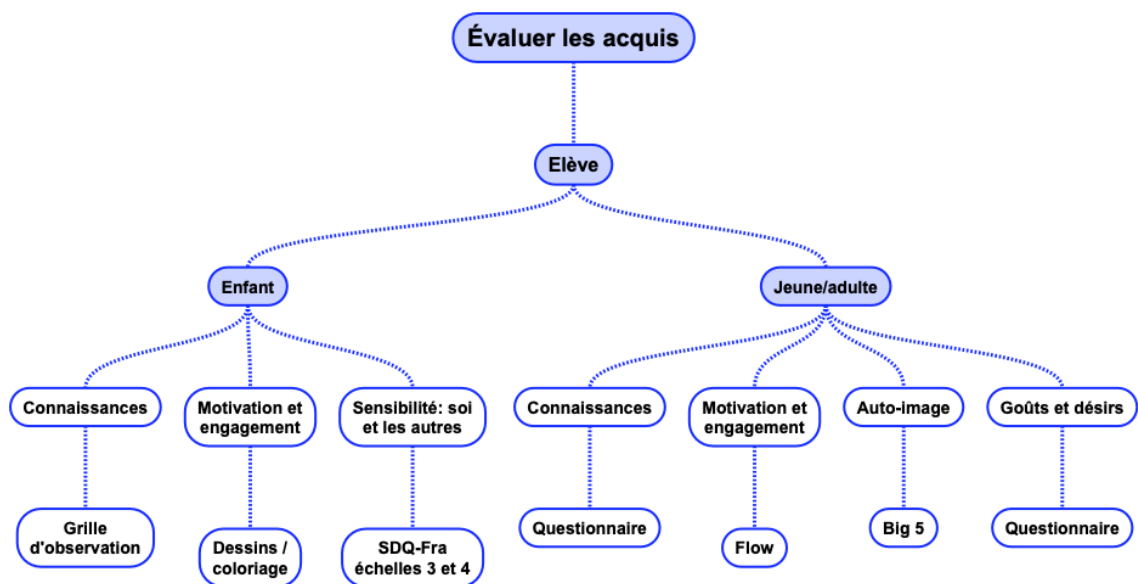 Évaluer les acquis
Elève
Enfant
Jeune/adulte
Connaissances
Motivation et
engagement
Sensibilité: soi
et les autres
Connaissances
Motivation et
engagement
Auto-image
Goûts et désirs
Grille
d'observation
Dessins /
coloriage
SDQ-Fra
échelles 3 et 4
Questionnaire
Flow
Big 5
Questionnaire